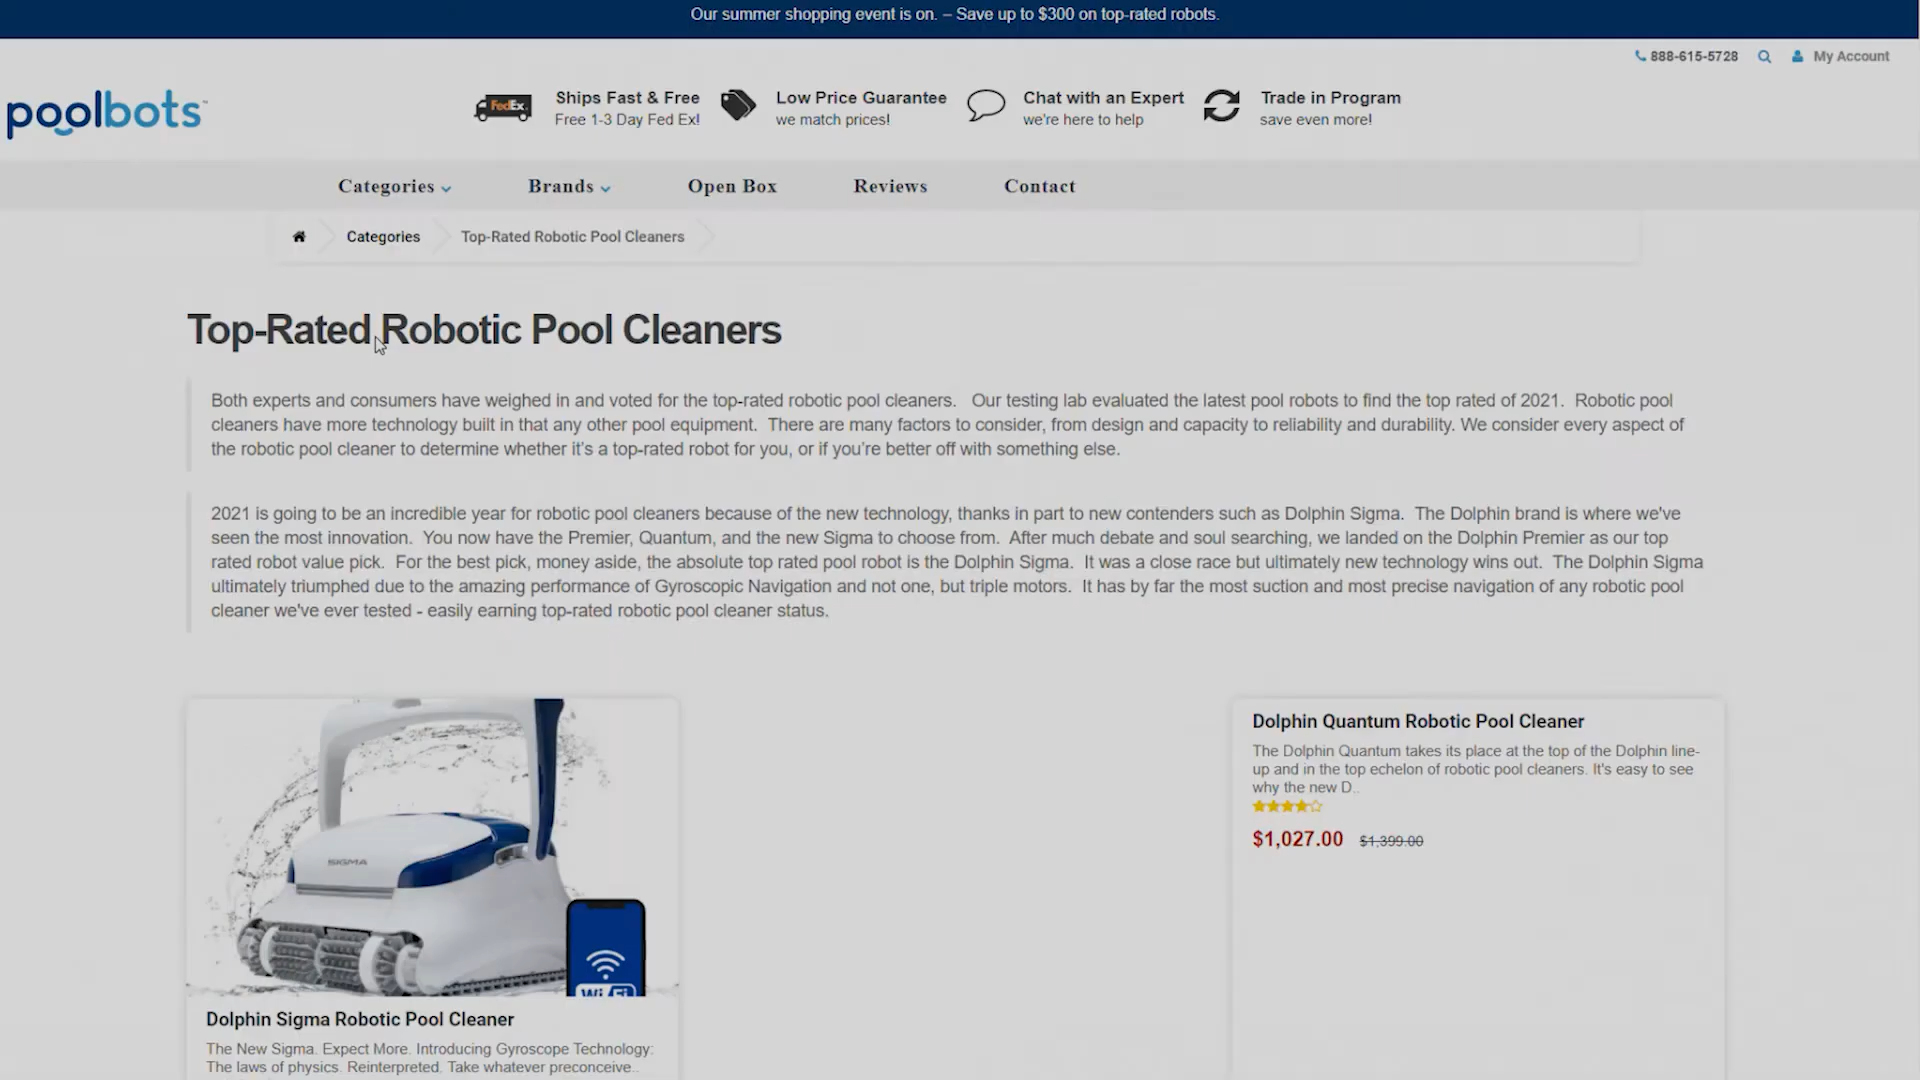 Our summer shopping event is on. – Save up to $300 on top-rated robots.
888-615-5728
My Account
poolbots™
FedEx
Ships Fast & Free
Free 1-3 Day Fed Ex!
Low Price Guarantee
we match prices!
Chat with an Expert
we're here to help
Trade in Program
save even more!
Categories
Brands
Open Box
Reviews
Contact
Categories
Top-Rated Robotic Pool Cleaners
Top-Rated Robotic Pool Cleaners
Both experts and consumers have weighed in and voted for the top-rated robotic pool cleaners. Our testing lab evaluated the latest pool robots to find the top rated of 2021. Robotic pool
cleaners have more technology built in that any other pool equipment. There are many factors to consider, from design and capacity to reliability and durability. We consider every aspect of
the robotic pool cleaner to determine whether it's a top-rated robot for you, or if you're better off with something else.
2021 is going to be an incredible year for robotic pool cleaners because of the new technology, thanks in part to new contenders such as Dolphin Sigma. The Dolphin brand is where we've
seen the most innovation. You now have the Premier, Quantum, and the new Sigma to choose from. After much debate and soul searching, we landed on the Dolphin Premier as our top
rated robot value pick. For the best pick, money aside, the absolute top rated pool robot is the Dolphin Sigma. It was a close race but ultimately new technology wins out. The Dolphin Sigma
ultimately triumphed due to the amazing performance of Gyroscopic Navigation and not one, but triple motors. It has by far the most suction and most precise navigation of any robotic pool
cleaner we've ever tested - easily earning top-rated robotic pool cleaner status.
SIGMA
Wi Fi
Dolphin Sigma Robotic Pool Cleaner
The New Sigma. Expect More. Introducing Gyroscope Technology:
The laws of physics. Reinterpreted. Take whatever preconceive..
Dolphin Quantum Robotic Pool Cleaner
The Dolphin Quantum takes its place at the top of the Dolphin line-
up and in the top echelon of robotic pool cleaners. It's easy to see
why the new D..
$1,027.00 $1,399.00